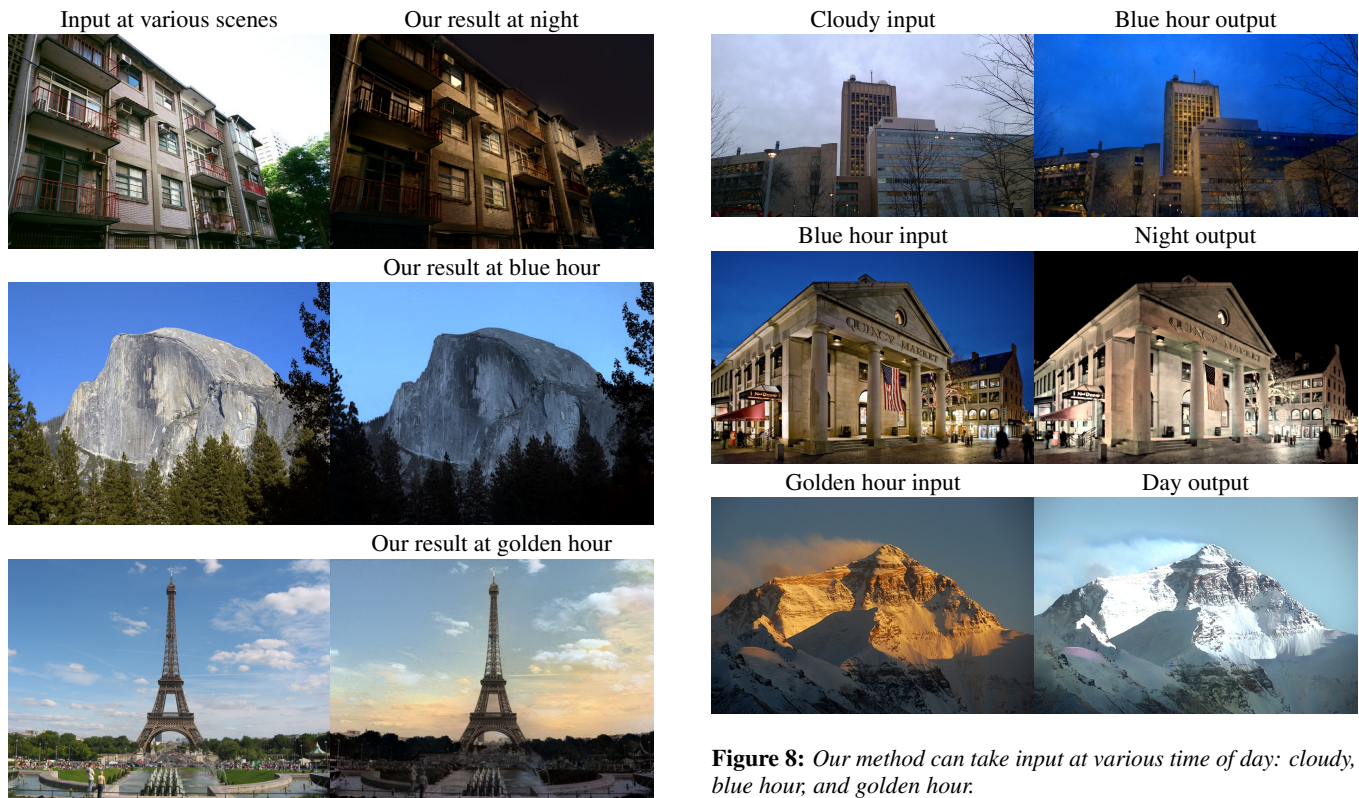 Input at various scenes
Our result at night
Our result at blue hour
Our result at golden hour
Cloudy input
Blue hour output
Blue hour input
Night output
QUINCY MARKET
QUINCY MARKET
Golden hour input
Day output
Figure 8: Our method can take input at various time of day: cloudy,
blue hour, and golden hour.